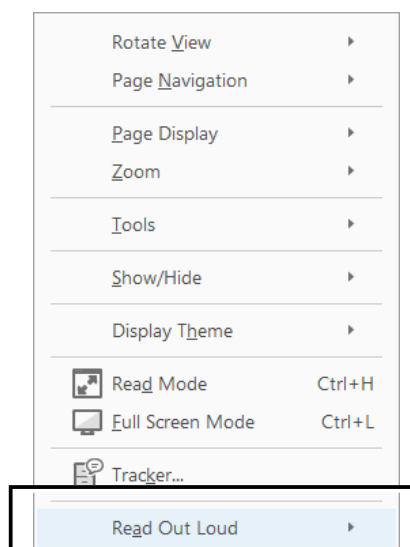 Rotate View
Page Navigation
Page Display
Zoom
Tools
Show/Hide
Display Theme
Read Mode Ctrl+H
Full Screen Mode Ctrl+L
Tracker...
Read Out Loud